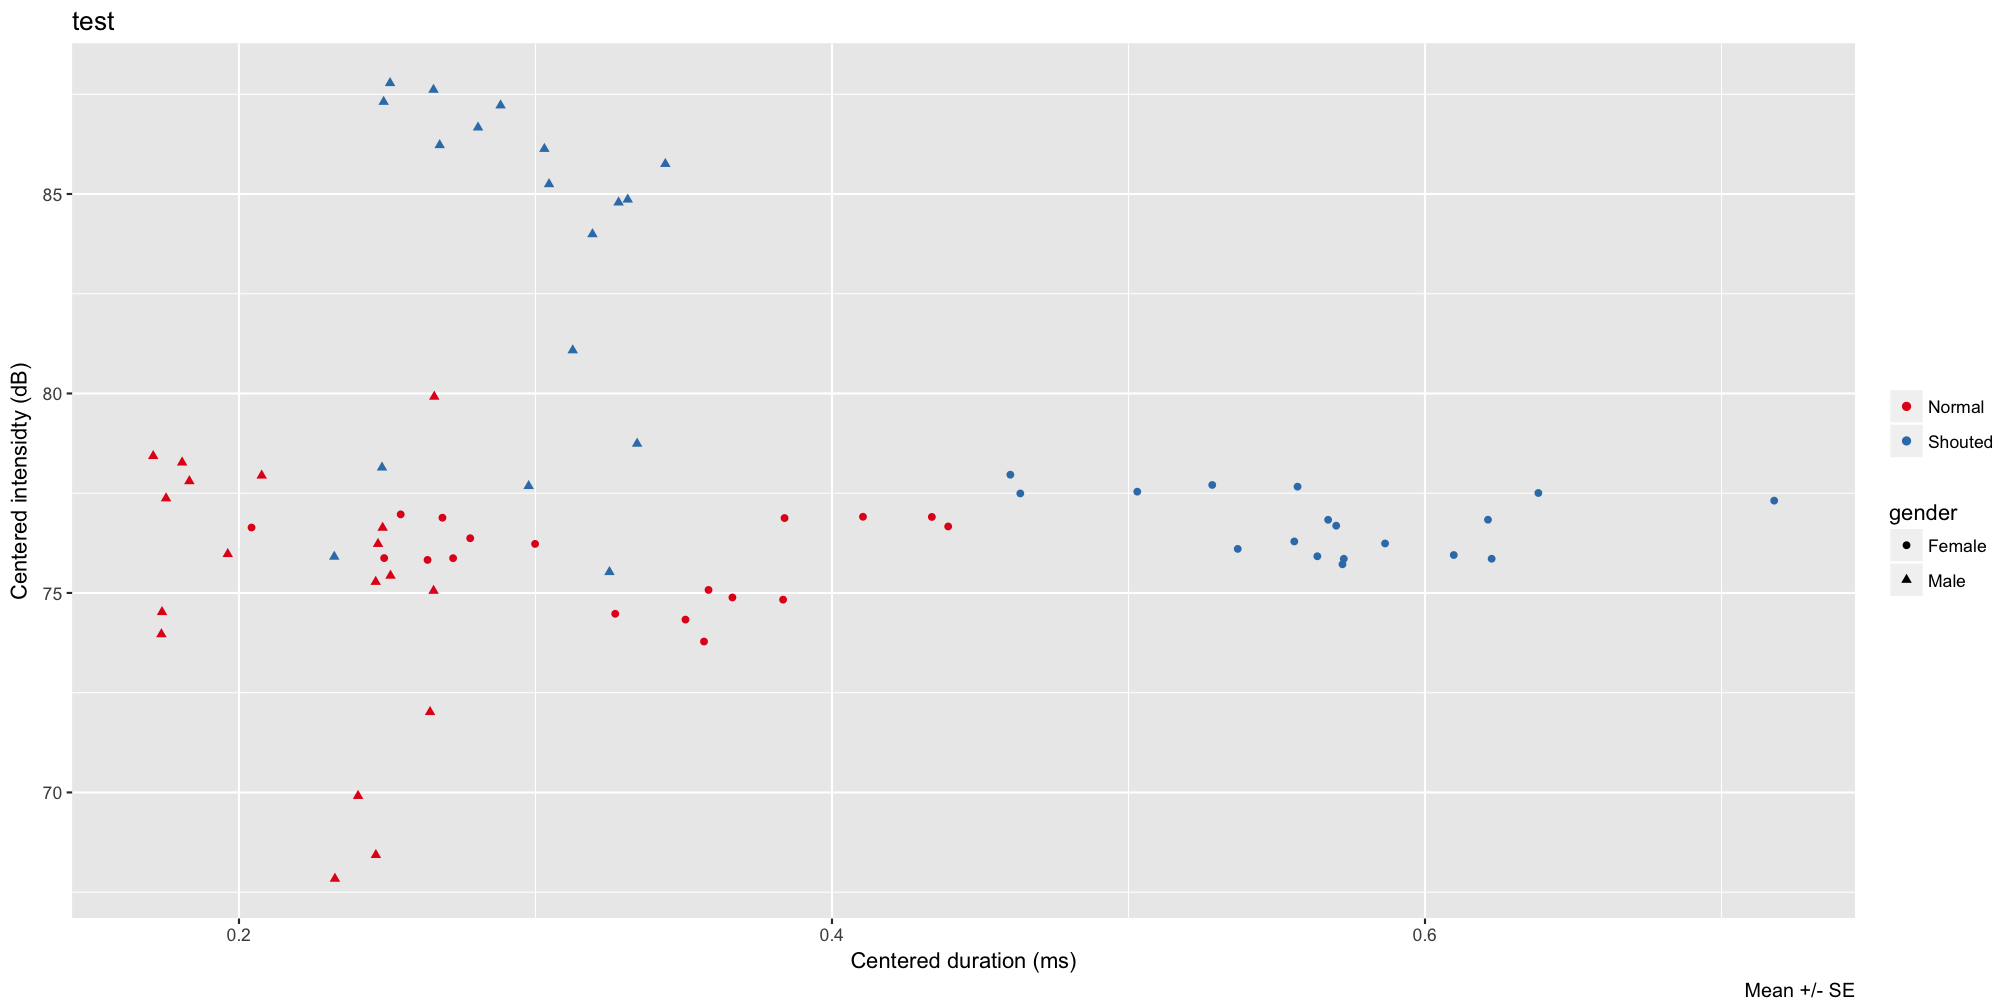 test
Centered intensidty (dB)
85
80
75
70
0.2
0.4
0.6
Centered duration (ms)
Normal
Shouted
gender
Female
Male
Mean +/- SE